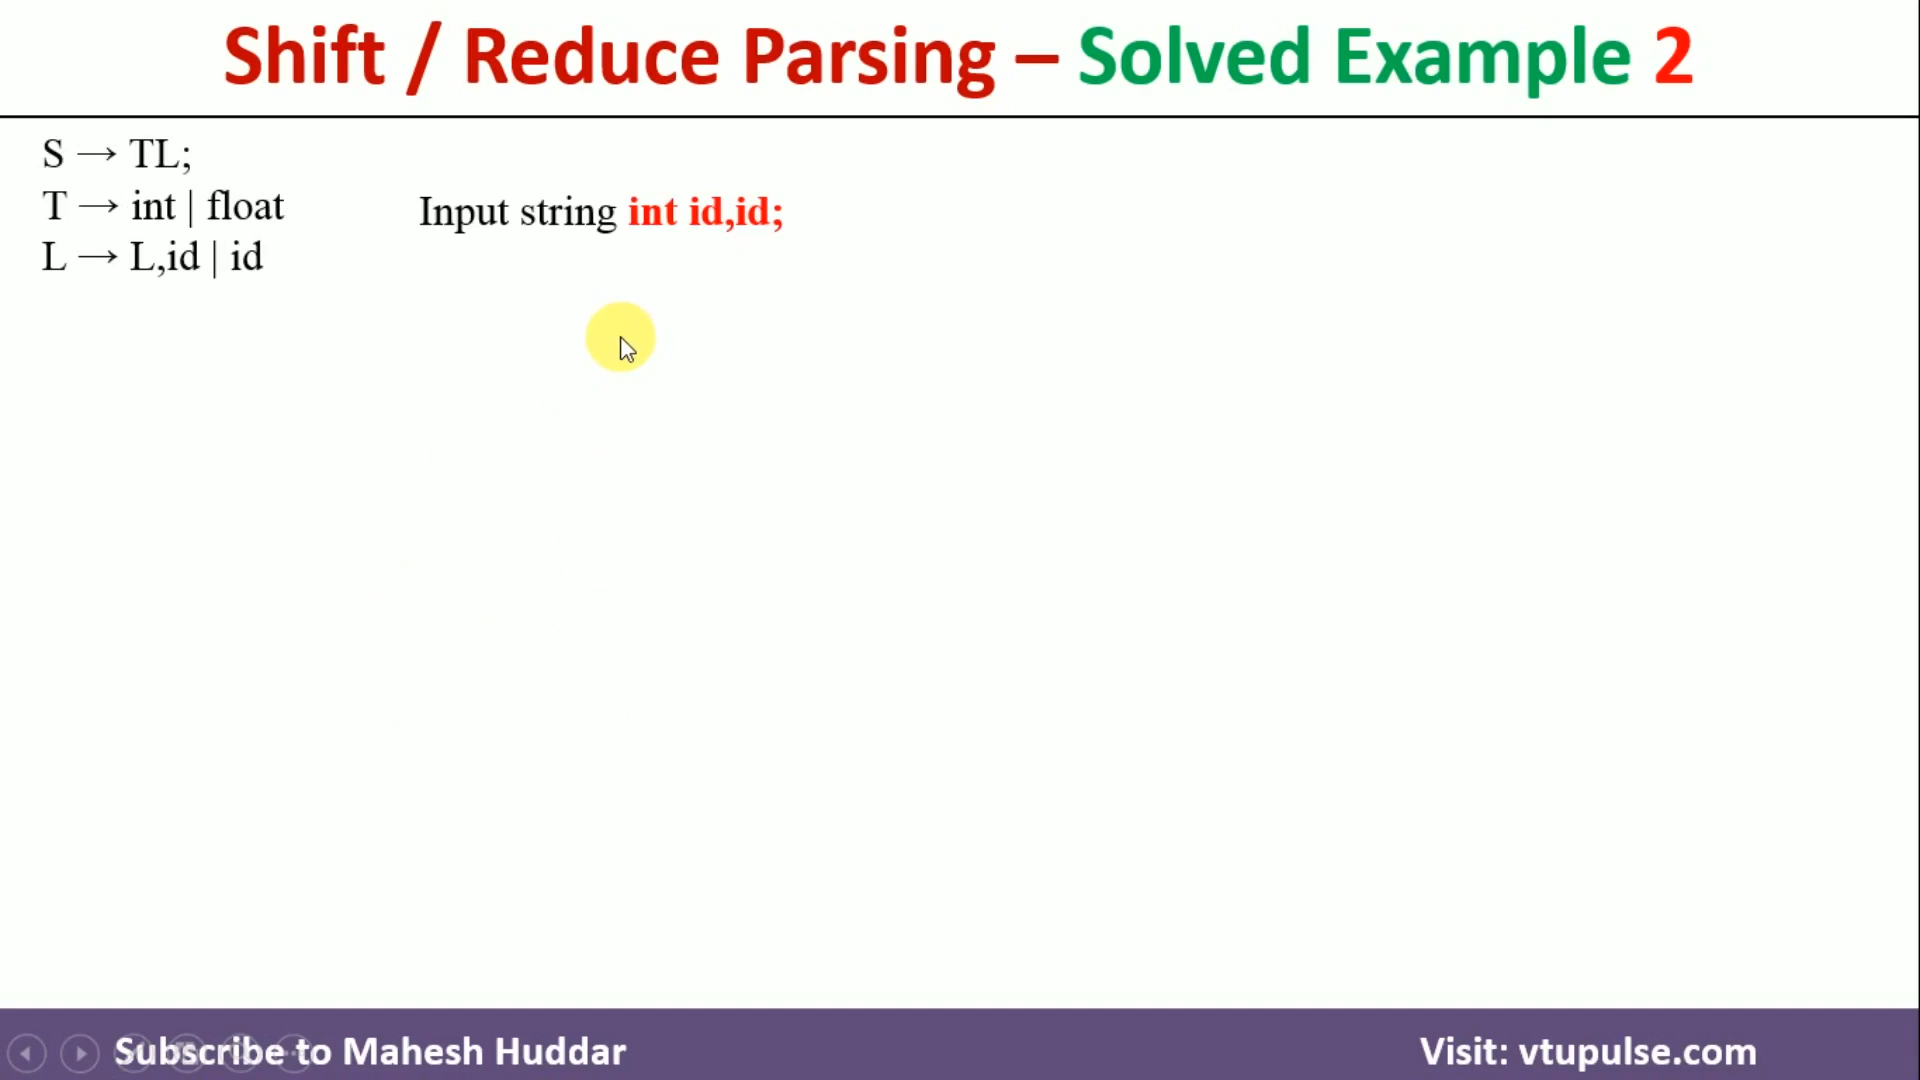 Shift / Reduce Parsing – Solved Example 2
S → TL;
T → int | float
Input string int id,id;
L → L,id | id
Subscribe to Mahesh Huddar
Visit: vtupulse.com